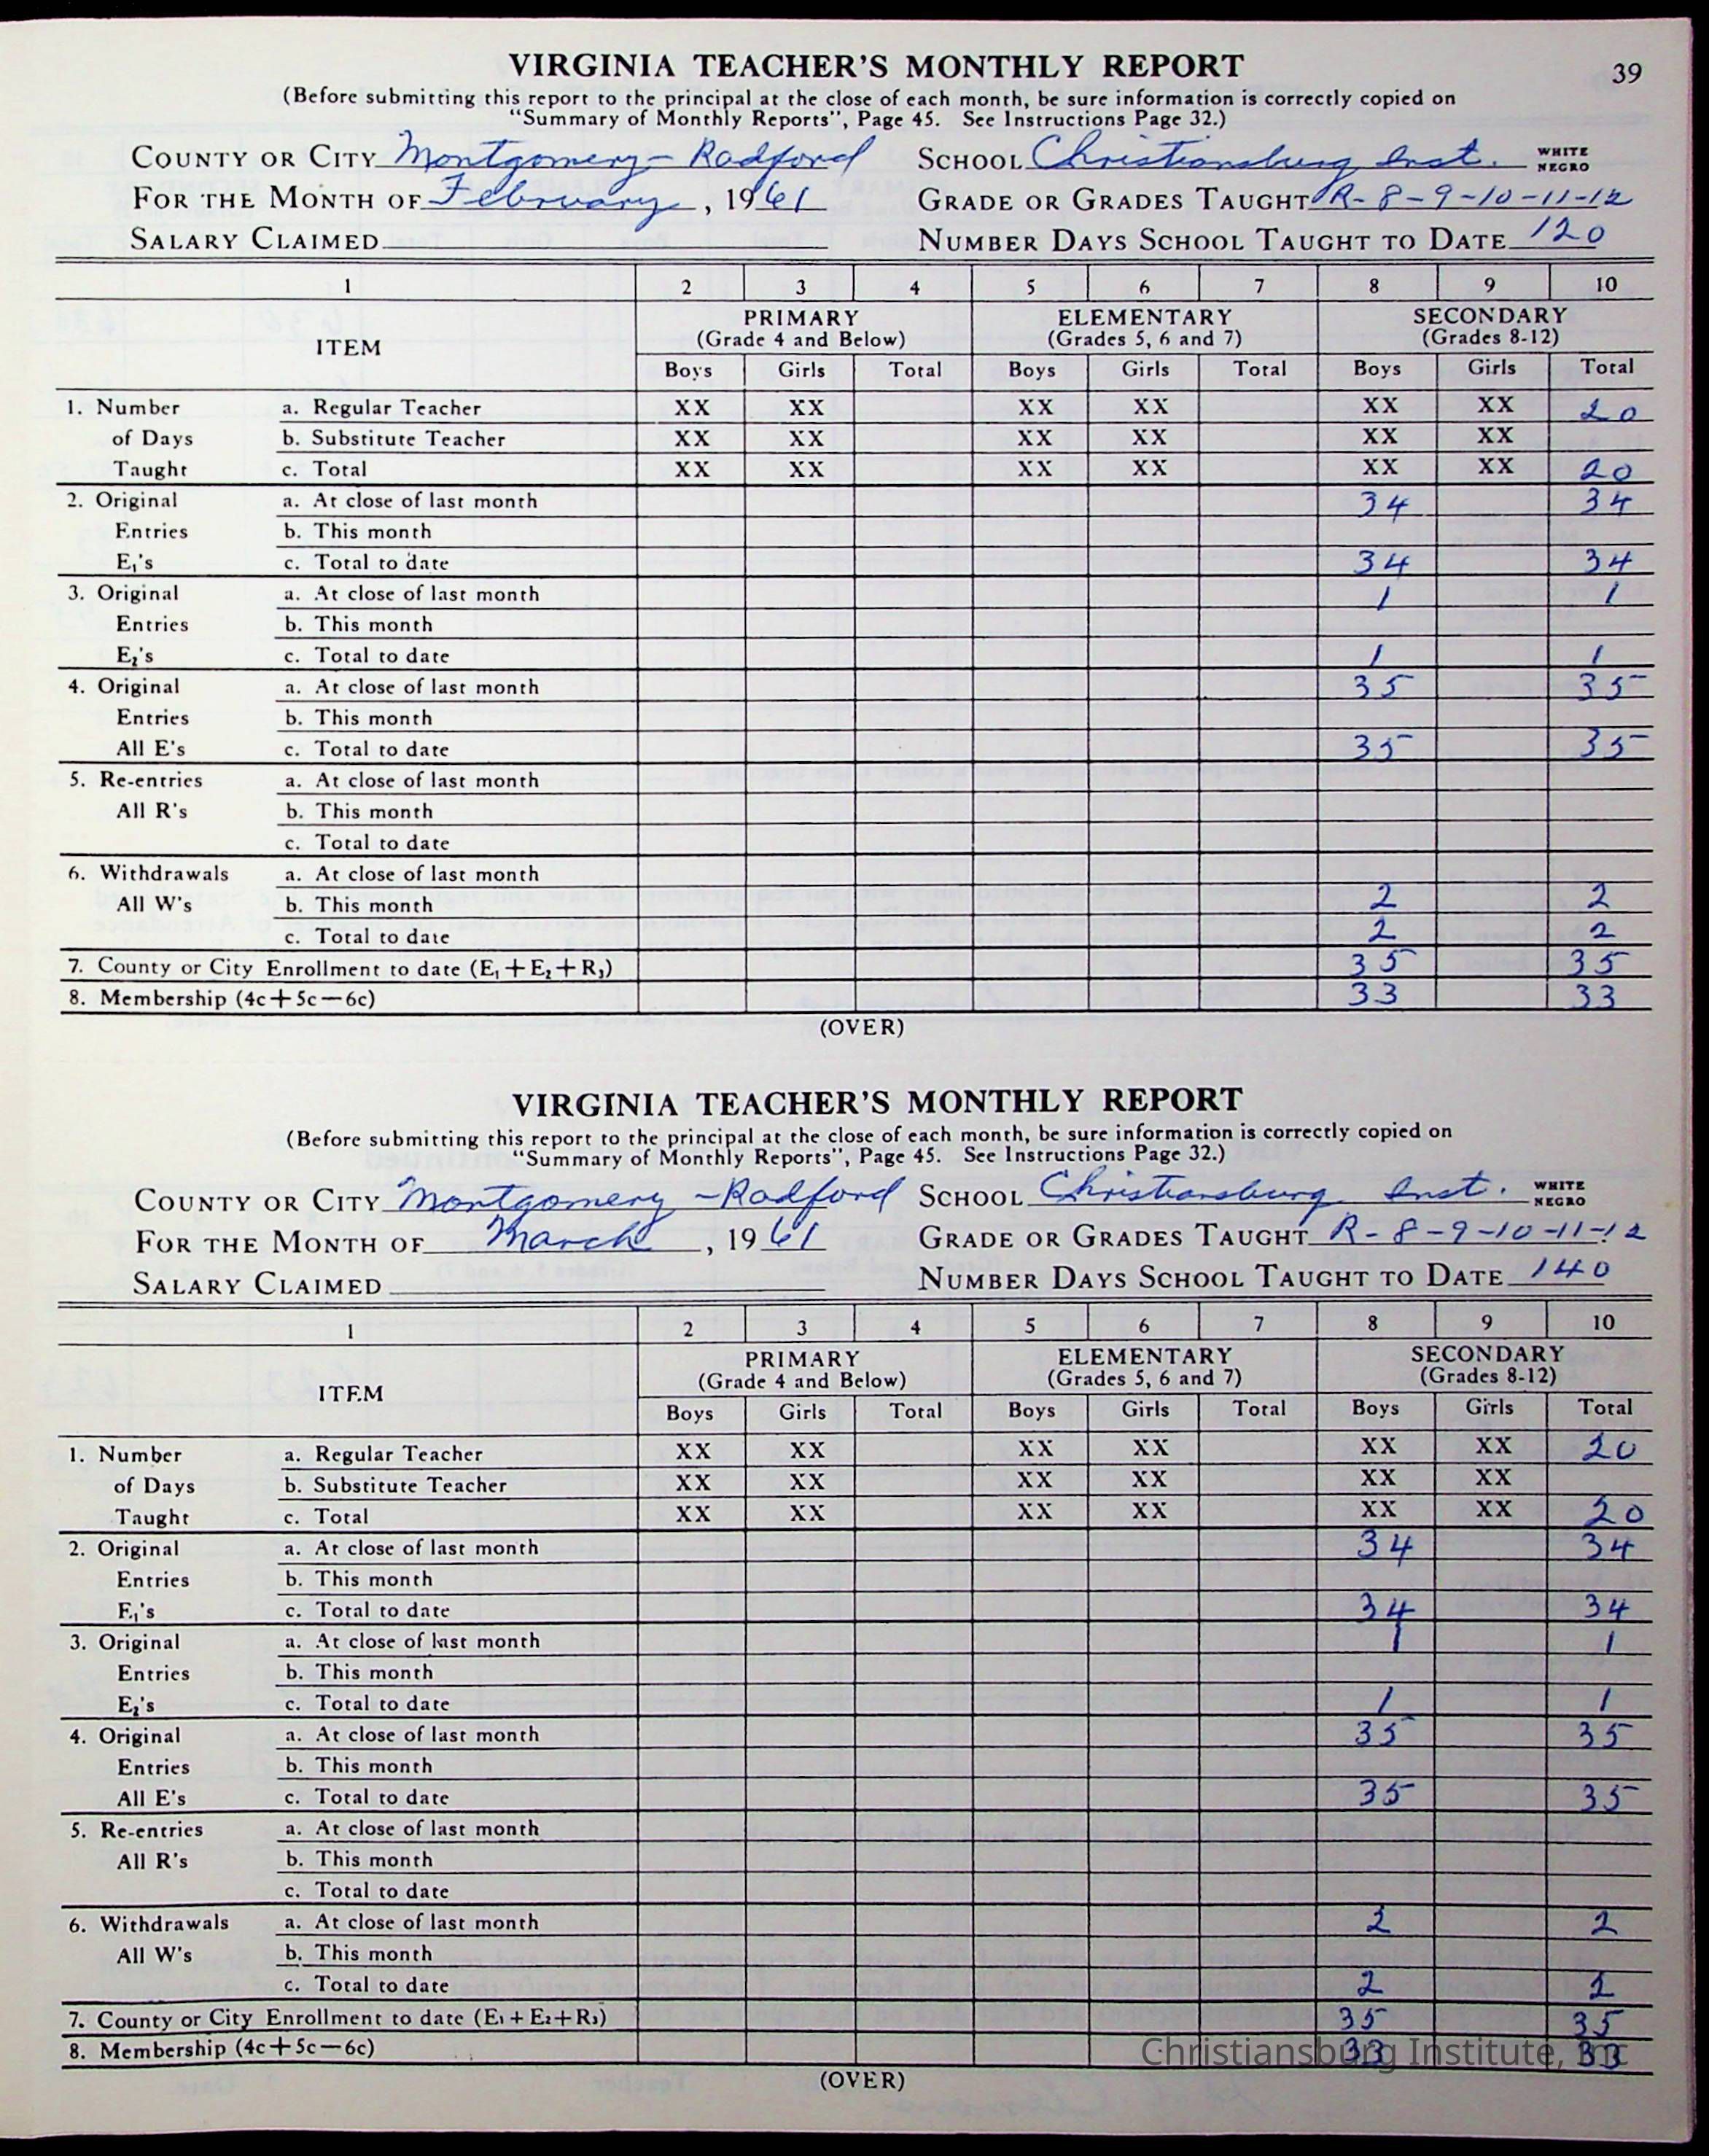 39
VIRGINIA TEACHER'S MONTHLY REPORT
(Before submitting this report to the principal at the close of each month, be sure information is correctly copied on
"Summary of Monthly Reports", Page 45. See Instructions Page 32.)
COUNTY OR CITY Montgomery - Radford SCHOOL Christiansburg Inst. WHITE NEGRO
FOR THE MONTH OF February, 1961 GRADE OR GRADES TAUGHT R-8-9-10-11-12
SALARY CLAIMED NUMBER DAYS SCHOOL TAUGHT TO DATE 120
1 2 3 4 5 6 7 8 9 10
ITEM PRIMARY ELEMENTARY SECONDARY
(Grade 4 and Below) (Grades 5, 6 and 7) (Grades 8-12)
Boys Girls Total Boys Girls Total Boys Girls Total
1. Number a. Regular Teacher XX XX XX XX XX XX 20
of Days b. Substitute Teacher XX XX XX XX XX XX
Taught c. Total XX XX XX XX XX XX 20
2. Original a. At close of last month 34 34
Entries b. This month
E1's c. Total to date 34 34
3. Original a. At close of last month 1 1
Entries b. This month
E2's c. Total to date 1 1
4. Original a. At close of last month 35 35
Entries b. This month
All E's c. Total to date 35 35
5. Re-entries a. At close of last month
All R's b. This month
c. Total to date
6. Withdrawals a. At close of last month
All W's b. This month 2 2
c. Total to date 2 2
7. County or City Enrollment to date (E1+E2+R3) 35 35
8. Membership (4c+5c-6c) 33 33
(OVER)
VIRGINIA TEACHER'S MONTHLY REPORT
(Before submitting this report to the principal at the close of each month, be sure information is correctly copied on
"Summary of Monthly Reports", Page 45. See Instructions Page 32.)
COUNTY OR CITY Montgomery - Radford SCHOOL Christiansburg Inst. WHITE NEGRO
FOR THE MONTH OF March, 1961 GRADE OR GRADES TAUGHT R-8-9-10-11-12
SALARY CLAIMED NUMBER DAYS SCHOOL TAUGHT TO DATE 140
1 2 3 4 5 6 7 8 9 10
ITEM PRIMARY ELEMENTARY SECONDARY
(Grade 4 and Below) (Grades 5, 6 and 7) (Grades 8-12)
Boys Girls Total Boys Girls Total Boys Girls Total
1. Number a. Regular Teacher XX XX XX XX XX XX 20
of Days b. Substitute Teacher XX XX XX XX XX XX
Taught c. Total XX XX XX XX XX XX 20
2. Original a. At close of last month 34 34
Entries b. This month
E1's c. Total to date 34 34
3. Original a. At close of last month 1 1
Entries b. This month
E2's c. Total to date 1 1
4. Original a. At close of last month 35 35
Entries b. This month
All E's c. Total to date 35 35
5. Re-entries a. At close of last month
All R's b. This month
c. Total to date
6. Withdrawals a. At close of last month 2 2
All W's b. This month
c. Total to date 2 2
7. County or City Enrollment to date (E1+E2+R3) 35 35
8. Membership (4c+5c-6c) 33 33
(OVER)
Christiansburg Institute, Inc